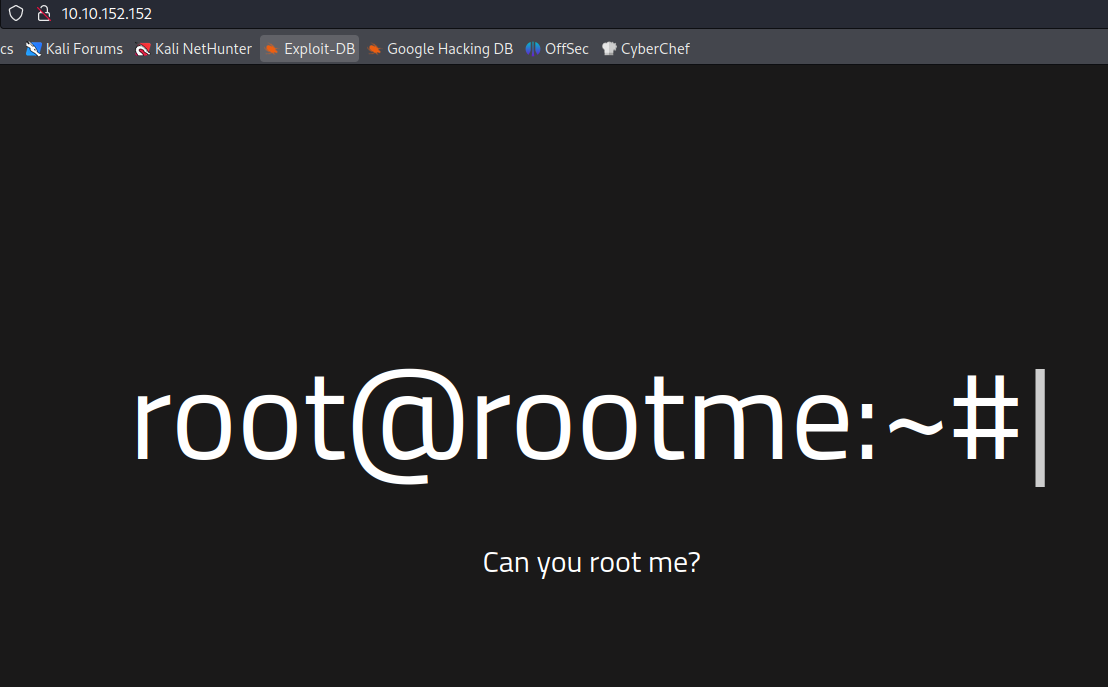 10.10.152.152
cs Kali Forums Kali NetHunter Exploit-DB Google Hacking DB OffSec CyberChef
root@rootme:~#
Can you root me?